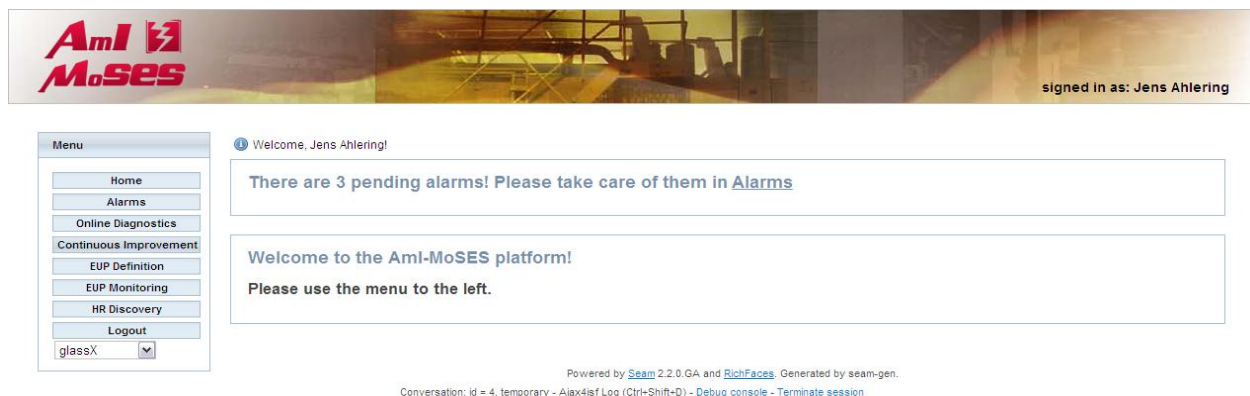 AmI
MoSES
signed in as: Jens Ahlering
Menu
Home
Alarms
Online Diagnostics
Continuous Improvement
EUP Definition
EUP Monitoring
HR Discovery
Logout
glassX
Welcome, Jens Ahlering!
There are 3 pending alarms! Please take care of them in Alarms
Welcome to the AmI-MoSES platform!
Please use the menu to the left.
Powered by Seam 2.2.0.GA and RichFaces. Generated by seam-gen.
Conversation: id = 4, temporary - Ajax4jsf Log (Ctrl+Shift+D) - Debug console - Terminate session